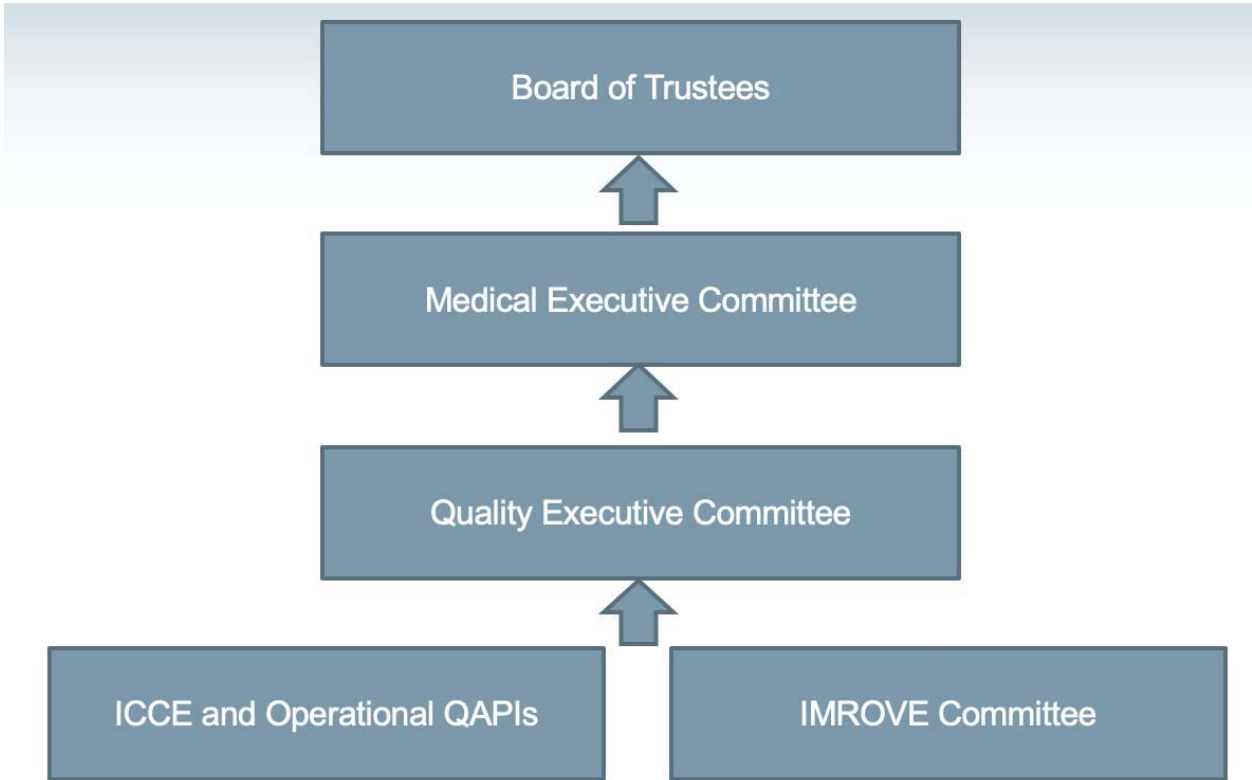 Board of Trustees
Medical Executive Committee
Quality Executive Committee
ICCE and Operational QAPIs
IMROVE Committee